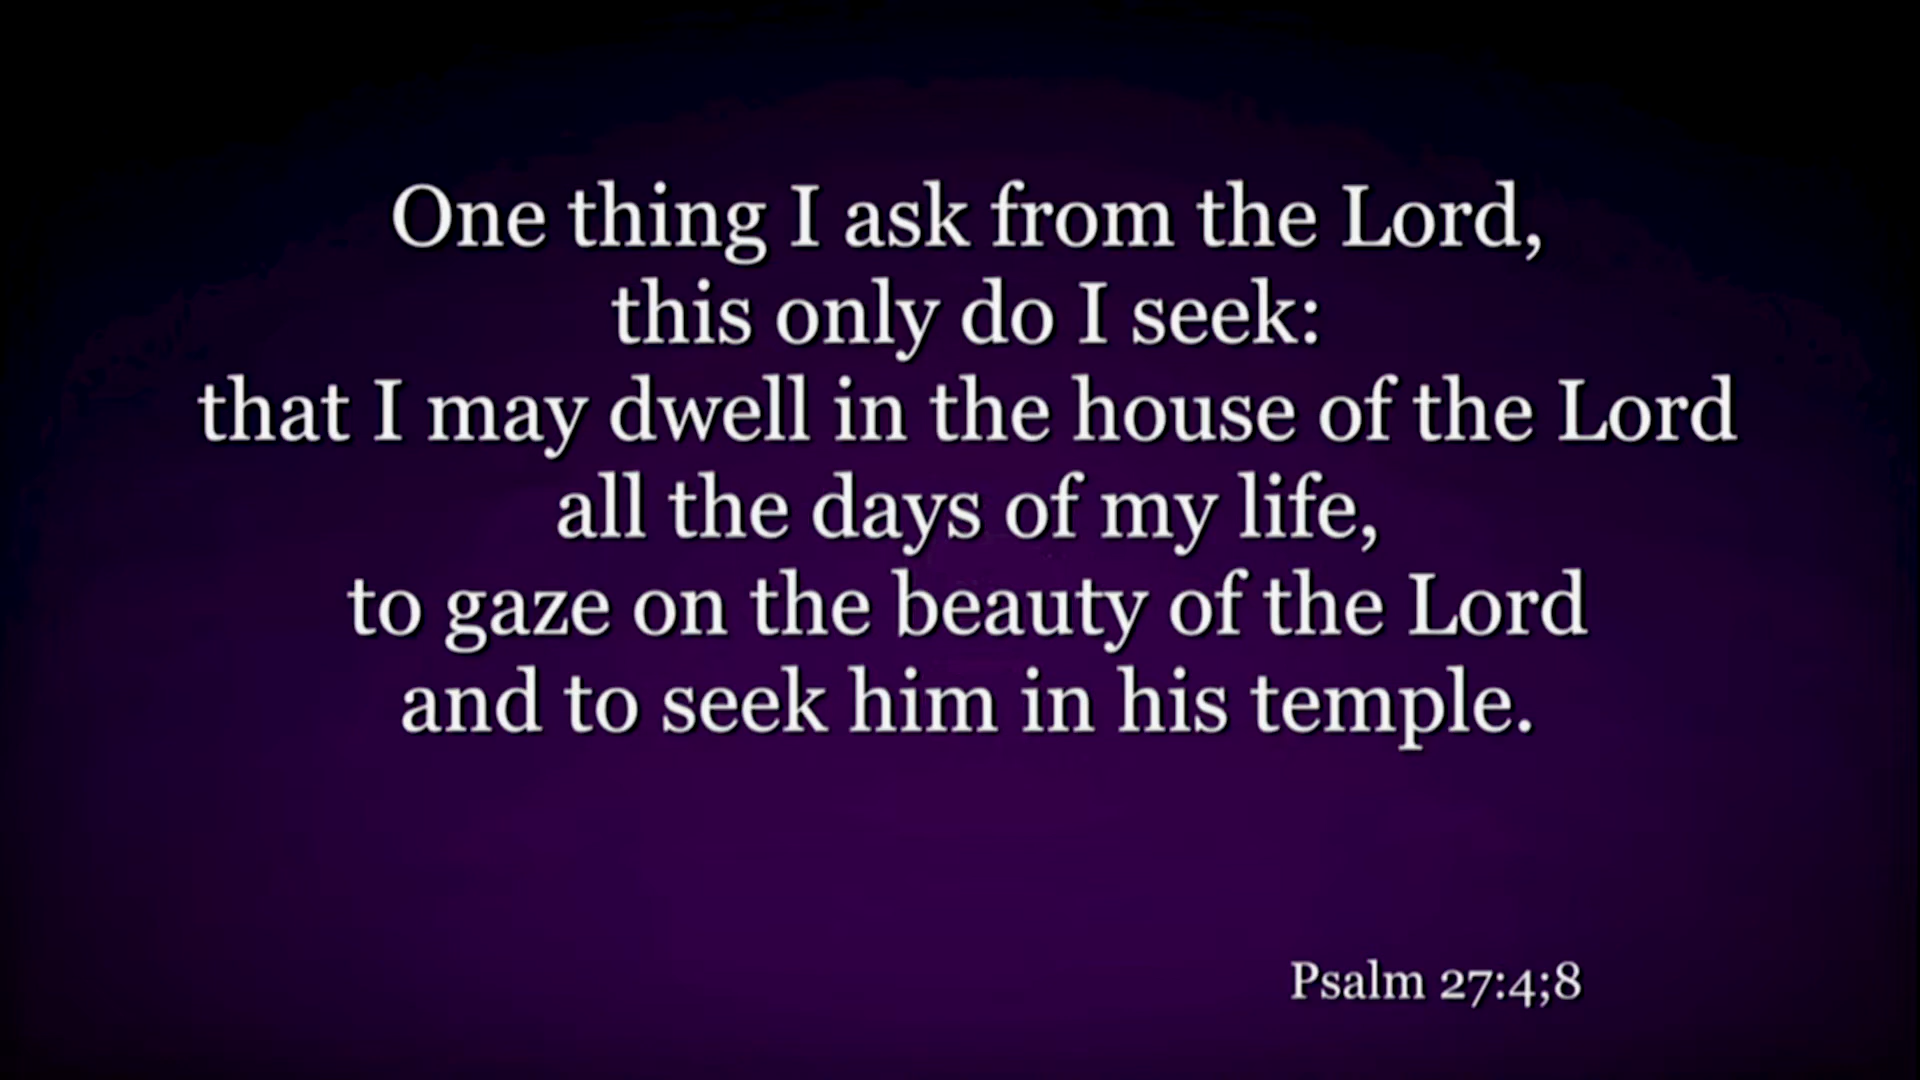 One thing I ask from the Lord,
this only do I seek:
that I may dwell in the house of the Lord
all the days of my life,
to gaze on the beauty of the Lord
and to seek him in his temple.
Psalm 27:4;8